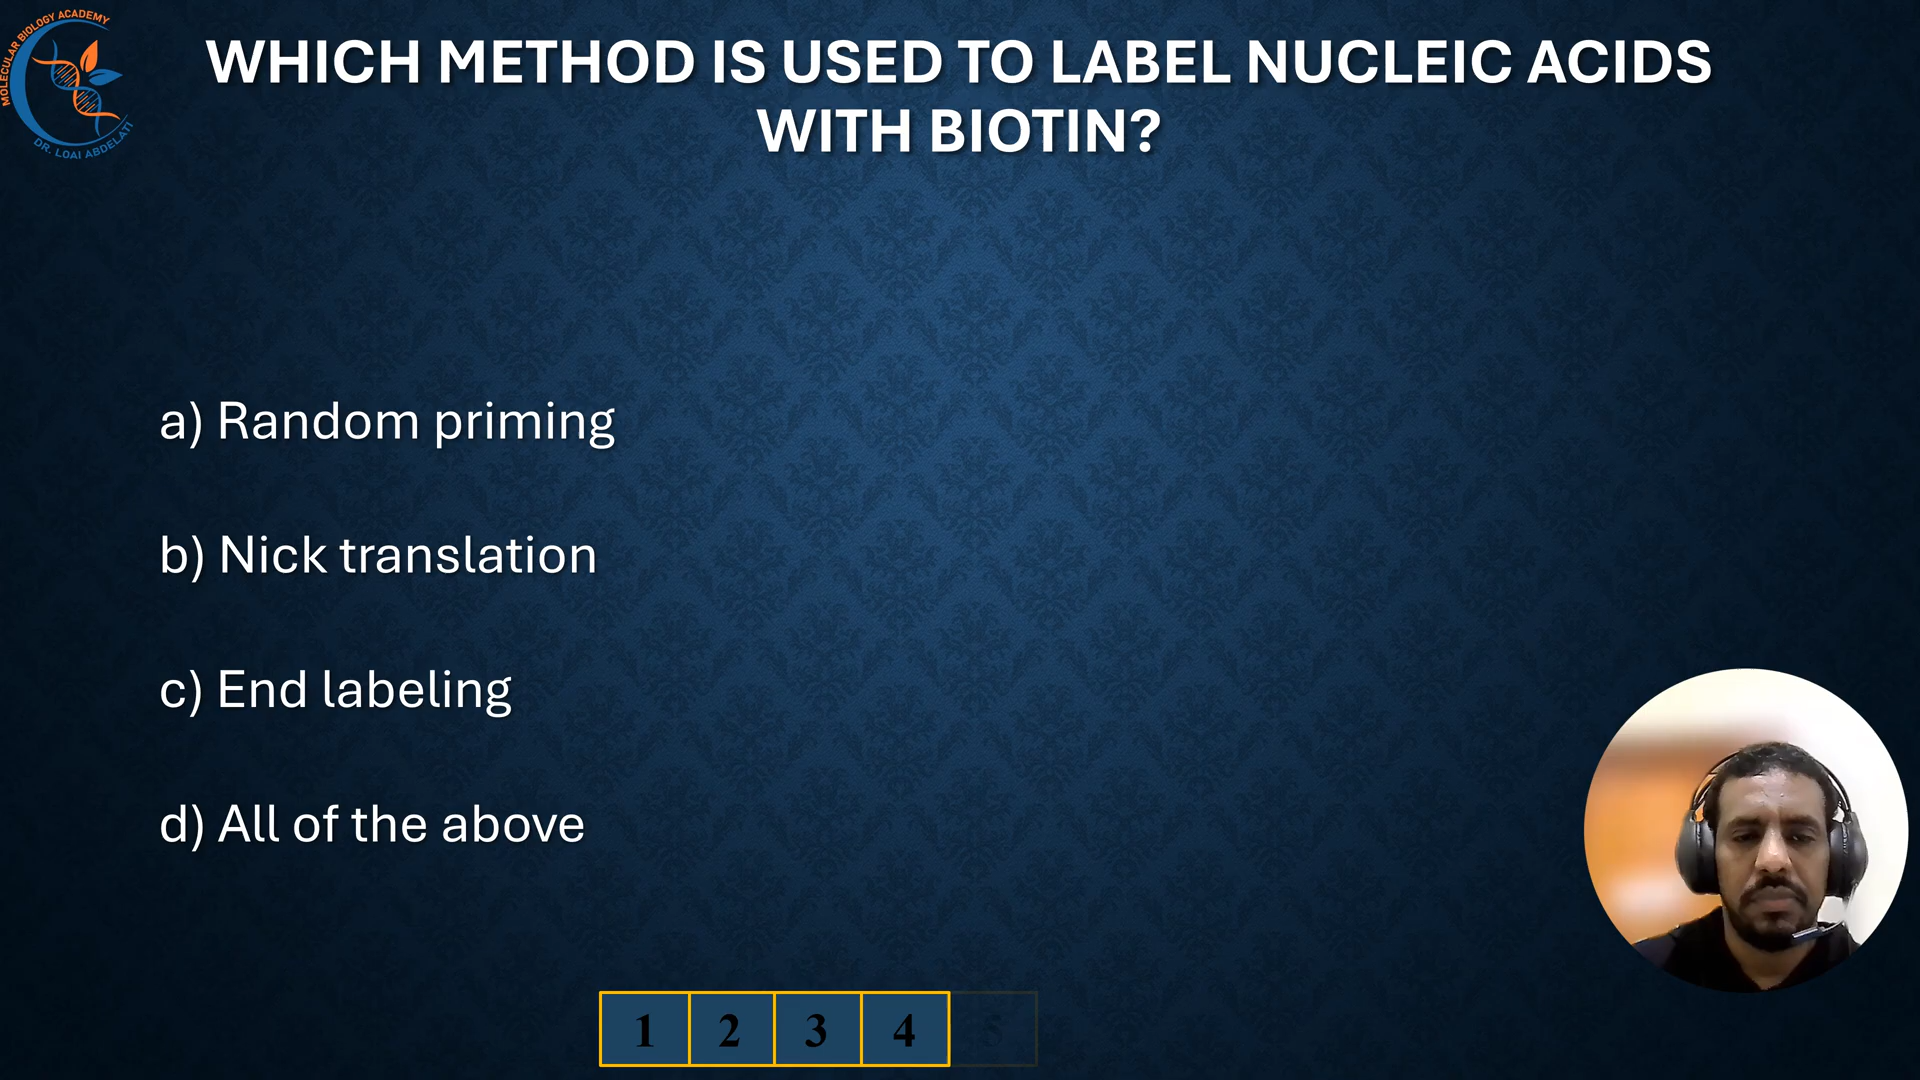 MOLECULAR BIOLOGY ACADEMY
DR. LOAI ABDELATI
WHICH METHOD IS USED TO LABEL NUCLEIC ACIDS
WITH BIOTIN?
a) Random priming
b) Nick translation
c) End labeling
d) All of the above
1 2 3 4 5